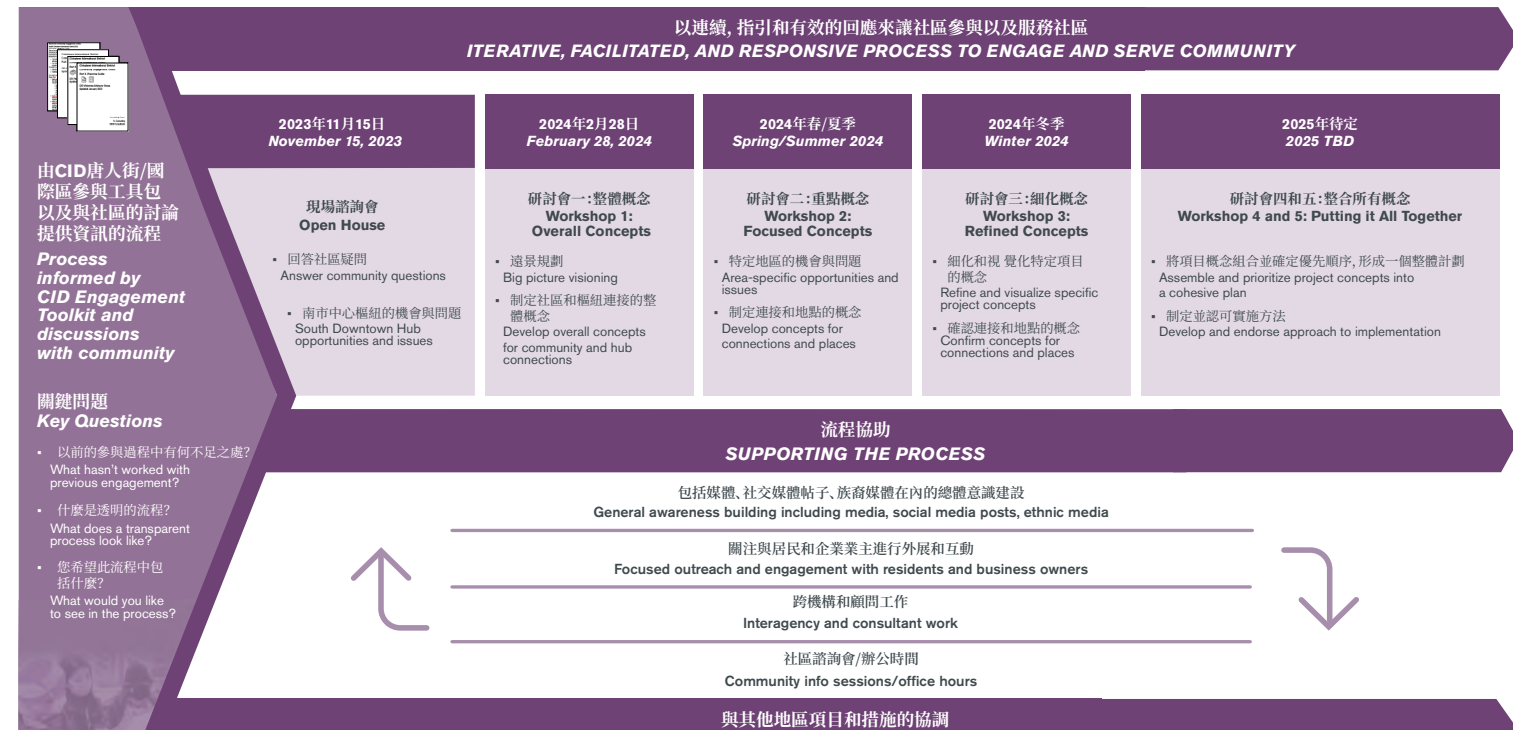 以連續, 指引和有效的回應來讓社區參與以及服務社區
ITERATIVE, FACILITATED, AND RESPONSIVE PROCESS TO ENGAGE AND SERVE COMMUNITY
由CID唐人街/國
際區參與工具包
以及與社區的討論
提供資訊的流程
Process
informed by
CID Engagement
Toolkit and
discussions
with community
關鍵問題
Key Questions
▪ 以前的參與過程中有何不足之處?
What hasn't worked with
previous engagement?
▪ 什麼是透明的流程?
What does a transparent
process look like?
▪ 您希望此流程中包
括什麼?
What would you like
to see in the process?
2023年11月15日
November 15, 2023
現場諮詢會
Open House
▪ 回答社區疑問
Answer community questions
▪ 南市中心樞紐的機會與問題
South Downtown Hub
opportunities and issues
2024年2月28日
February 28, 2024
研討會一:整體概念
Workshop 1:
Overall Concepts
▪ 遠景規劃
Big picture visioning
▪ 制定社區和樞紐連接的整
體概念
Develop overall concepts
for community and hub
connections
2024年春/夏季
Spring/Summer 2024
研討會二:重點概念
Workshop 2:
Focused Concepts
▪ 特定地區的機會與問題
Area-specific opportunities and
issues
▪ 制定連接和地點的概念
Develop concepts for
connections and places
2024年冬季
Winter 2024
研討會三:細化概念
Workshop 3:
Refined Concepts
▪ 細化和視 覺化特定項目
的概念
Refine and visualize specific
project concepts
▪ 確認連接和地點的概念
Confirm concepts for
connections and places
2025年待定
2025 TBD
研討會四和五:整合所有概念
Workshop 4 and 5: Putting it All Together
▪ 將項目概念組合並確定優先順序, 形成一個整體計劃
Assemble and prioritize project concepts into
a cohesive plan
▪ 制定並認可實施方法
Develop and endorse approach to implementation
流程協助
SUPPORTING THE PROCESS
包括媒體、社交媒體帖子、族裔媒體在內的總體意識建設
General awareness building including media, social media posts, ethnic media
關注與居民和企業業主進行外展和互動
Focused outreach and engagement with residents and business owners
跨機構和顧問工作
Interagency and consultant work
社區諮詢會/辦公時間
Community info sessions/office hours
與其他地區項目和措施的協調